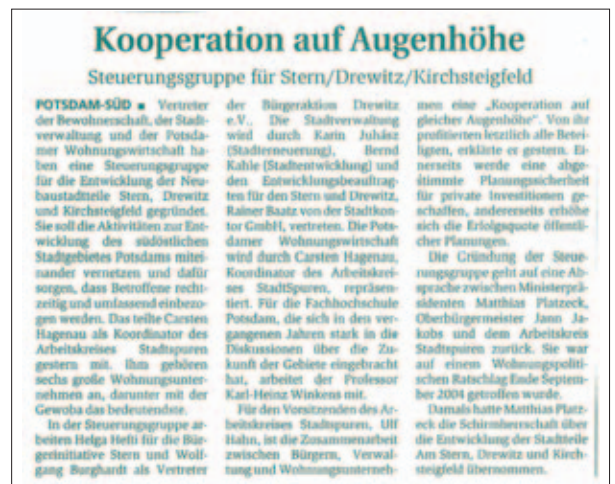 Kooperation auf Augenhöhe
Steuerungsgruppe für Stern/Drewitz/Kirchsteigfeld
POTSDAM-SÜD ■ Vertreter
der Bewohnerschaft, der Stadt-
verwaltung und der Potsda-
mer Wohnungswirtschaft ha-
ben eine Steuerungsgruppe
für die Entwicklung der Neu-
baustadtteile Stern, Drewitz
und Kirchsteigfeld gegründet.
Sie soll die Aktivitäten zur Ent-
wicklung des südöstlichen
Stadtgebietes Potsdams mitei-
nander vernetzen und dafür
sorgen, dass Betroffene recht-
zeitig und umfassend einbezo-
gen werden. Das teilte Carsten
Hagenau als Koordinator des
Arbeitskreises Stadtspuren
gestern mit. Ihm gehören
sechs große Wohnungsunter-
nehmen an, darunter mit der
Gewoba das bedeutendste.
In der Steuerungsgruppe ar-
beiten Helga Hefti für die Bür-
gerinitiative Stern und Wolf-
gang Burghardt als Vertreter
der Bürgeraktion Drewitz
e.V.. Die Stadtverwaltung
wird durch Karin Juhász
(Stadterneuerung), Bernd
Kahle (Stadtentwicklung) und
den Entwicklungsbeauftrag-
ten für den Stern und Drewitz,
Rainer Baatz von der Stadtkon-
tor GmbH, vertreten. Die Pots-
damer Wohnungswirtschaft
wird durch Carsten Hagenau,
Koordinator des Arbeitskrei-
ses StadtSpuren, repräsen-
tiert. Für die Fachhochschule
Potsdam, die sich in den ver-
gangenen Jahren stark in die
Diskussionen über die Zu-
kunft der Gebiete eingebracht
hat, arbeitet der Professor
Karl-Heinz Winkens mit.
Für den Vorsitzenden des Ar-
beitskreises Stadtspuren, Ulf
Hahn, ist die Zusammenarbeit
zwischen Bürgern, Verwal-
tung und Wohnungsunterneh-
men eine „Kooperation auf
gleicher Augenhöhe“. Von ihr
profitierten letztlich alle Betei-
ligten, erklärte er gestern. Ei-
nerseits werde eine abge-
stimmte Planungssicherheit
für private Investitionen ge-
schaffen, andererseits erhöhe
sich die Erfolgsquote öffentli-
cher Planungen.
Die Gründung der Steue-
rungsgruppe geht auf eine Ab-
sprache zwischen Ministerprä-
sidenten Matthias Platzeck,
Oberbürgermeister Jann Ja-
kobs und dem Arbeitskreis
Stadtspuren zurück. Sie war
auf einem Wohnungspoliti-
schen Ratschlag Ende Septem-
ber 2004 getroffen wurde.
Damals hatte Matthias Platz-
eck die Schirmherrschaft über
die Entwicklung der Stadtteile
Am Stern, Drewitz und Kirch-
steigfeld übernommen.